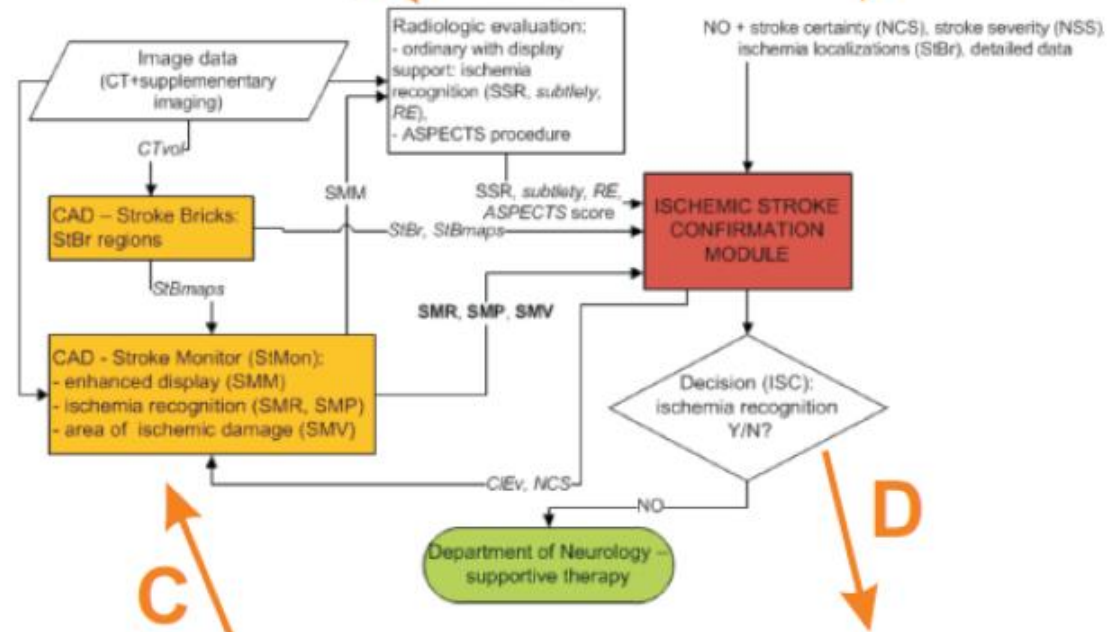 Image data
(CT+supplemenentary
imaging)
Radiologic evaluation:
- ordinary with display
support: ischemia
recognition (SSR, subtlety,
RE),
- ASPECTS procedure
NO + stroke certainty (NCS), stroke severity (NSS),
ischemia localizations (StBr), detailed data
CTvol
CAD – Stroke Bricks:
StBr regions
SMM
SSR, subtlety, RE,
ASPECTS score
StBr, StBmaps
ISCHEMIC STROKE
CONFIRMATION
MODULE
StBmaps
SMR, SMP, SMV
CAD - Stroke Monitor (StMon):
- enhanced display (SMM)
- ischemia recognition (SMR, SMP)
- area of ischemic damage (SMV)
Decision (ISC):
ischemia recognition
Y/N?
ClEv, NCS
NO
Department of Neurology –
supportive therapy
C
D